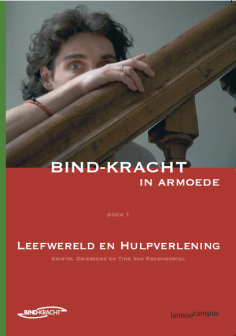 BIND-KRACHT
IN ARMOEDE
BOEK 1
LEEFWERELD EN HULPVERLENING
KRISTEL DRIESSENS EN TINE VAN REGENMORTEL
BIND-KRACHT
lannoocampus